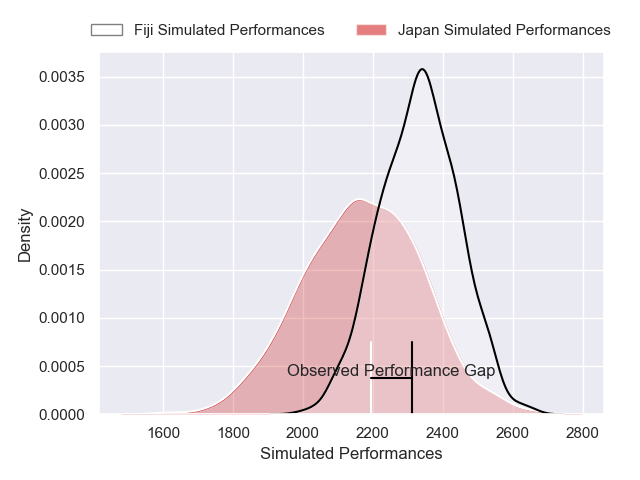 Fiji Simulated Performances Japan Simulated Performances
0.0035
0.0030
0.0025
0.0020
0.0015
0.0010
0.0005
0.0000
Density
Observed Performance Gap
1600 1800 2000 2200 2400 2600 2800
Simulated Performances